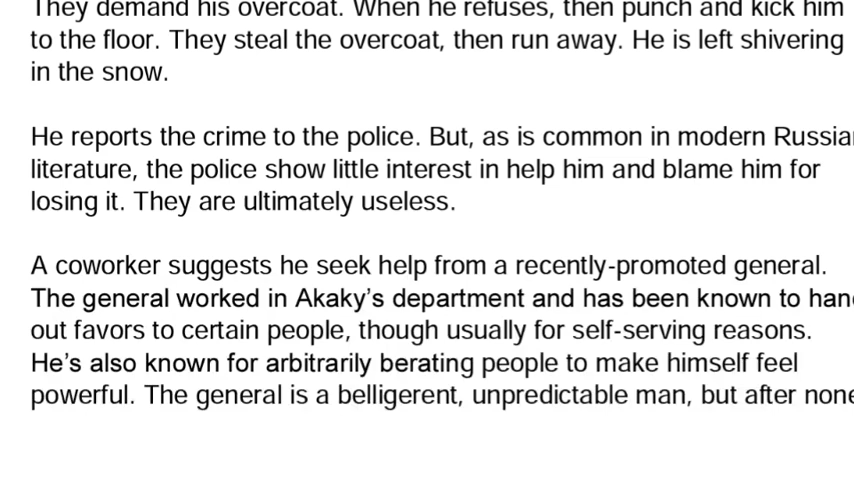 They demand his overcoat. When he refuses, then punch and kick him
to the floor. They steal the overcoat, then run away. He is left shivering
in the snow.
He reports the crime to the police. But, as is common in modern Russia
literature, the police show little interest in help him and blame him for
losing it. They are ultimately useless.
A coworker suggests he seek help from a recently-promoted general.
The general worked in Akaky’s department and has been known to han
out favors to certain people, though usually for self-serving reasons.
He’s also known for arbitrarily berating people to make himself feel
powerful. The general is a belligerent, unpredictable man, but after none